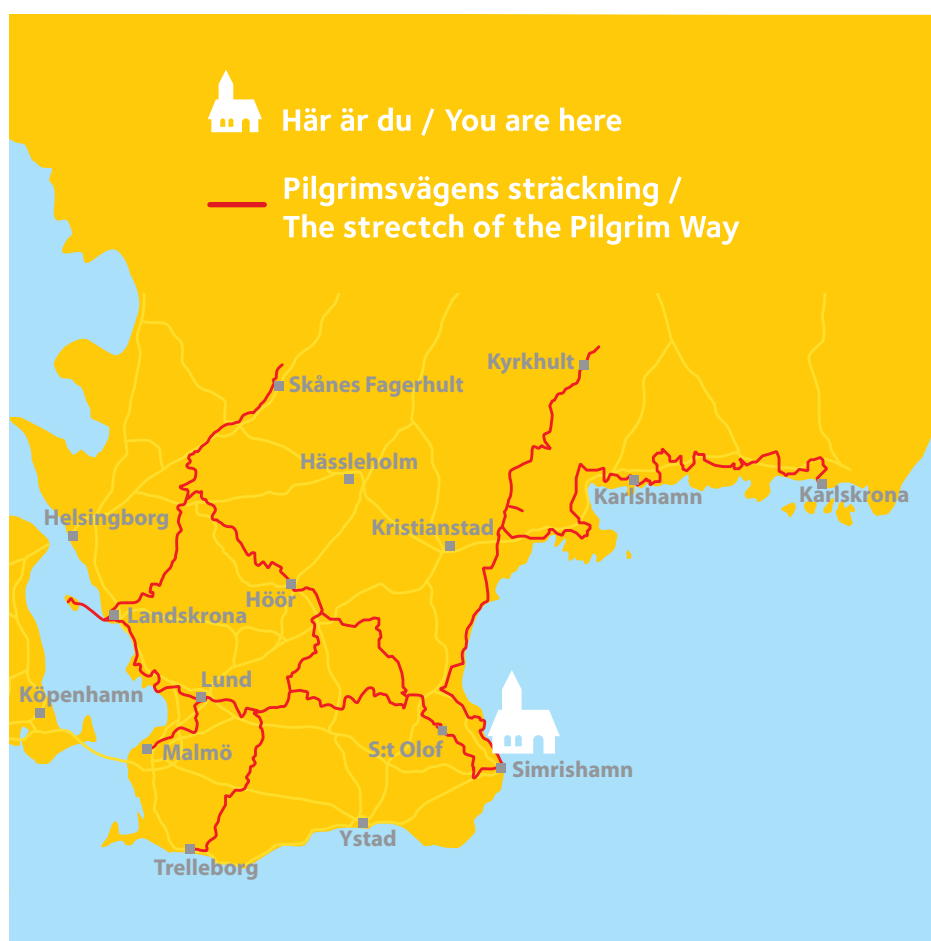 Här är du / You are here
Pilgrimsvägens sträckning /
The strectch of the Pilgrim Way
Kyrkhult
Skånes Fagerhult
Hässleholm
Karlshamn
Karlskrona
Helsingborg
Kristianstad
Höör
Landskrona
Lund
Köpenhamn
Malmö
S:t Olof
Simrishamn
Ystad
Trelleborg